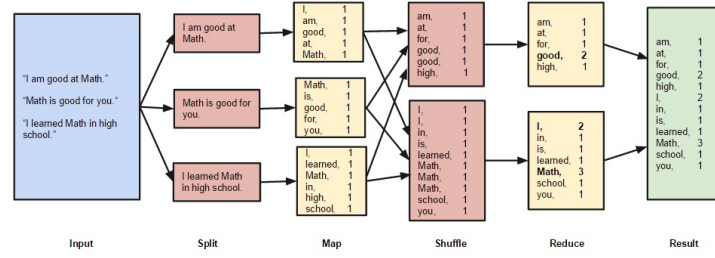 "I am good at Math."
"Math is good for you."
"I learned Math in high
school."
I am good at
Math.
Math is good for
you.
I learned Math
in high school.
I, 1
am, 1
good, 1
at, 1
Math, 1
Math, 1
is, 1
good, 1
for, 1
you, 1
I, 1
learned, 1
Math, 1
in, 1
high, 1
school, 1
am, 1
at, 1
for, 1
good, 1
good, 1
high, 1
I, 1
I, 1
in, 1
is, 1
learned, 1
Math, 1
Math, 1
Math, 1
school, 1
you, 1
am, 1
at, 1
for, 1
good, 2
high, 1
I, 2
in, 1
is, 1
learned, 1
Math, 3
school, 1
you, 1
am, 1
at, 1
for, 1
good, 2
high, 1
I, 2
in, 1
is, 1
learned, 1
Math, 3
school, 1
you, 1
Input Split Map Shuffle Reduce Result